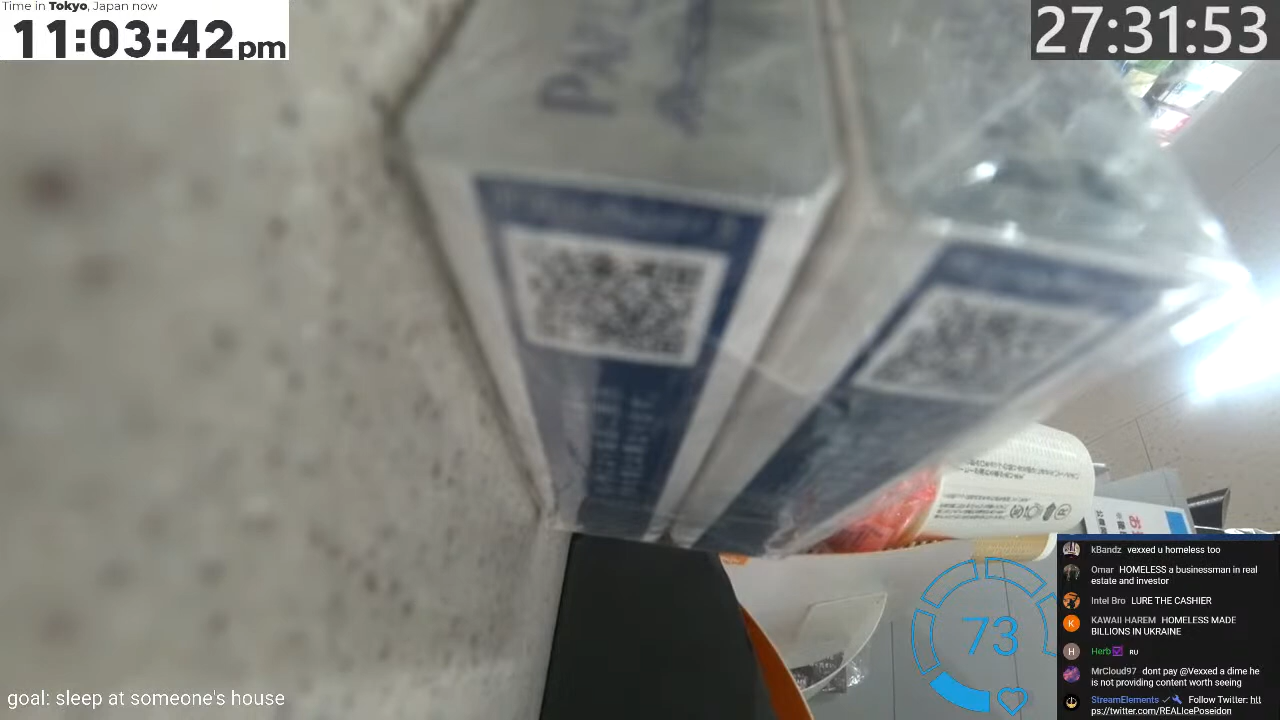 Time in Tokyo, Japan now
11:03:42pm
27:31:53
73
kBandz vexxed u homeless too
Omar HOMELESS a businessman in real
estate and investor
Intel Bro LURE THE CASHIER
KAWAII HAREM HOMELESS MADE
BILLIONS IN UKRAINE
Herb RU
MrCloud97 dont pay @Vexxed a dime he
is not providing content worth seeing
StreamElements Follow Twitter: htt
ps://twitter.com/REALIcePoseidon
goal: sleep at someone's house